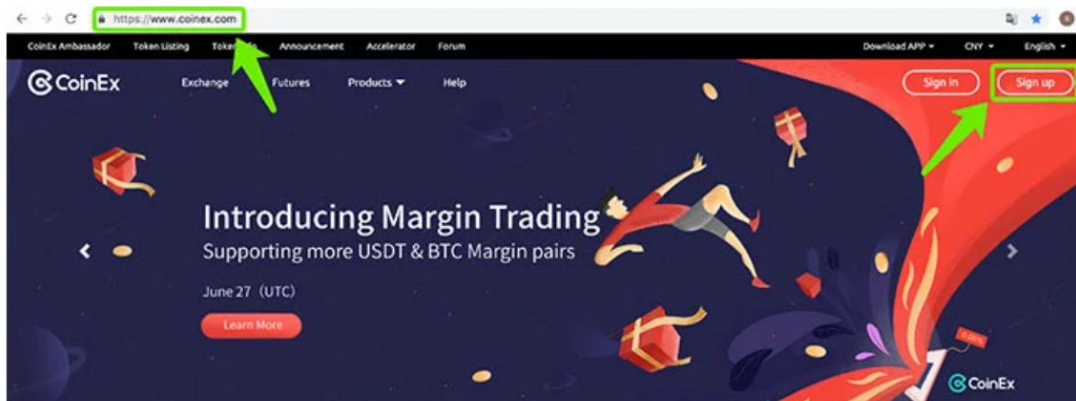 https://www.coinex.com
CoinEx Ambassador Token Listing Announcement Accelerator Forum Download APP CNY English
CoinEx Exchange Futures Products Help Sign in Sign up
Introducing Margin Trading
Supporting more USDT & BTC Margin pairs
June 27 (UTC)
Learn More
CoinEx